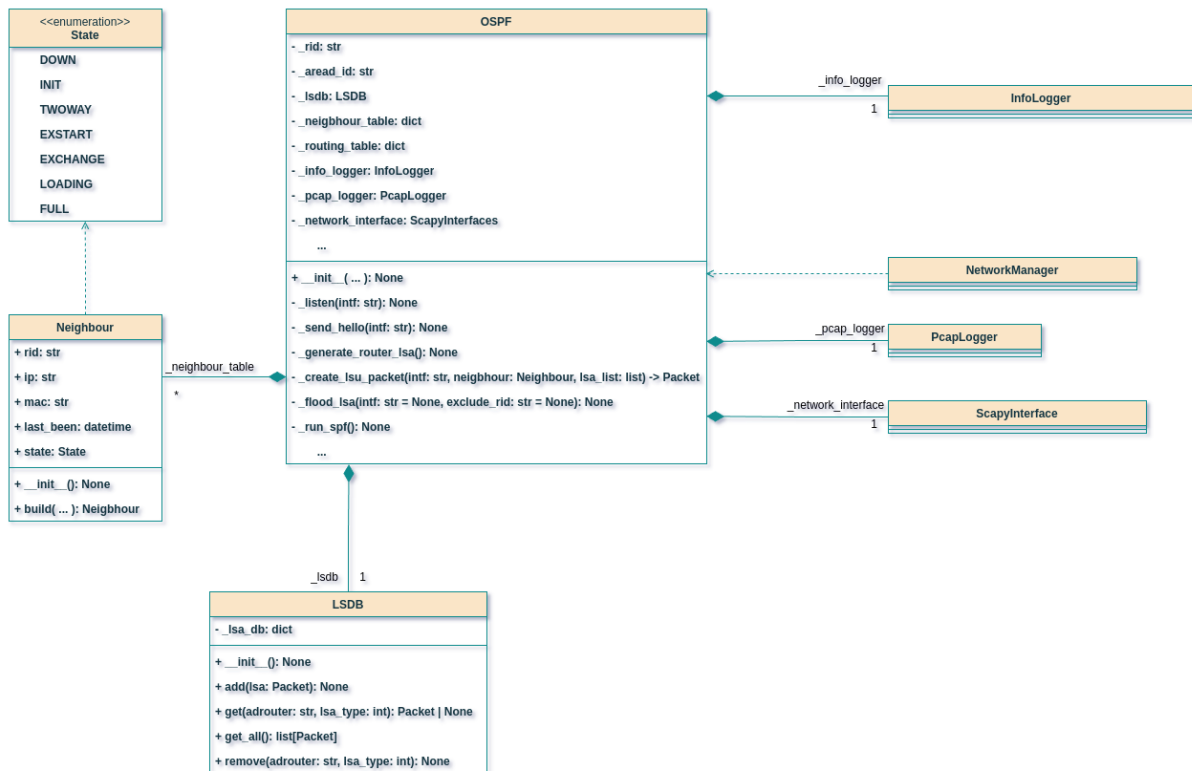 <<enumeration>>
State
DOWN
INIT
TWOWAY
EXSTART
EXCHANGE
LOADING
FULL
OSPF
- _rid: str
- _aread_id: str
- _lsdb: LSDB
- _neigbhour_table: dict
- _routing_table: dict
- _info_logger: InfoLogger
- _pcap_logger: PcapLogger
- _network_interface: ScapyInterfaces
...
+ __init__( ... ): None
- _listen(intf: str): None
- _send_hello(intf: str): None
- _generate_router_lsa(): None
- _create_lsu_packet(intf: str, neigbhour: Neighbour, lsa_list: list) -> Packet
- _flood_lsa(intf: str = None, exclude_rid: str = None): None
- _run_spf(): None
...
_info_logger
1
InfoLogger
NetworkManager
_pcap_logger
1
PcapLogger
_network_interface
1
ScapyInterface
Neighbour
+ rid: str
+ ip: str
+ mac: str
+ last_been: datetime
+ state: State
+ __init__(): None
+ build( ... ): Neigbhour
_neighbour_table
*
_lsdb 1
LSDB
- _lsa_db: dict
+ __init__(): None
+ add(lsa: Packet): None
+ get(adrouter: str, lsa_type: int): Packet | None
+ get_all(): list[Packet]
+ remove(adrouter: str, lsa_type: int): None